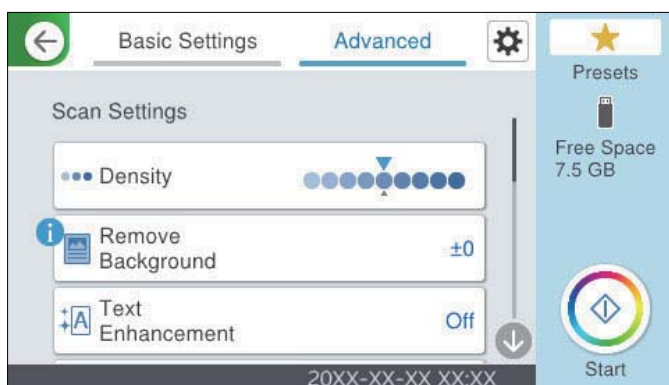 Basic Settings
Advanced
Presets
Free Space
7.5 GB
Scan Settings
Density
Remove
Background
±0
Text
Enhancement
Off
Start
20XX-XX-XX XX:XX